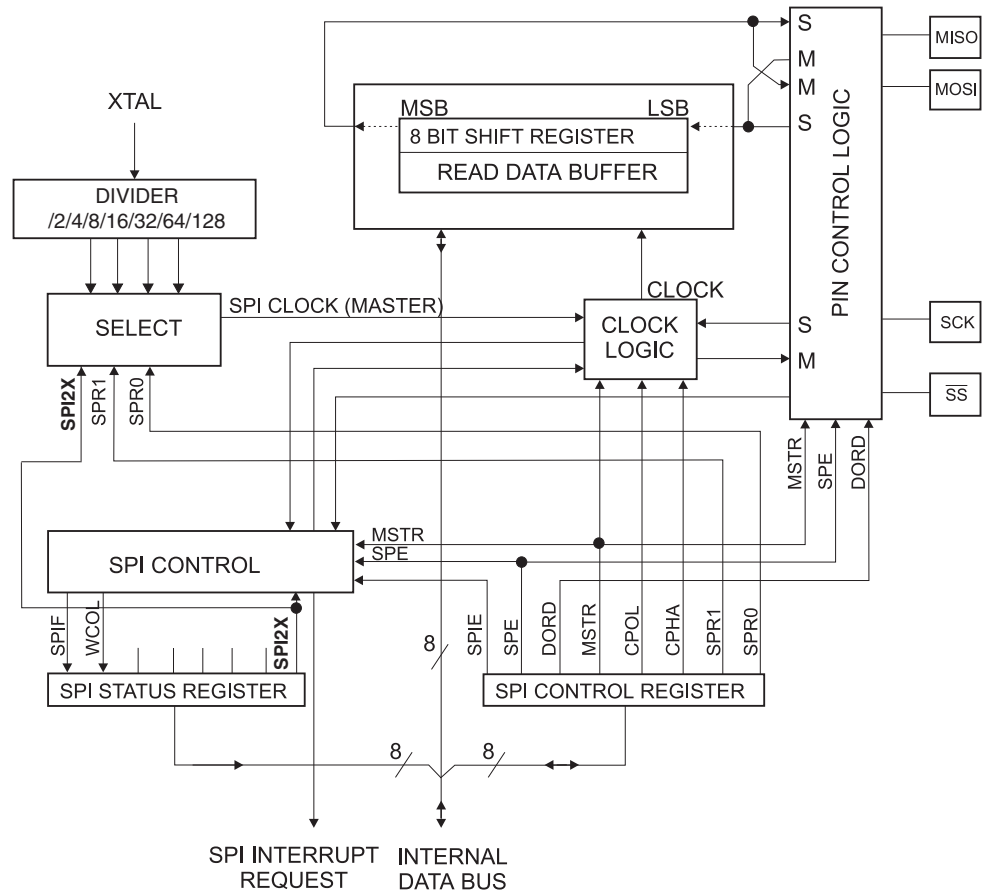 S
MISO
M
M
MOSI
S
XTAL
MSB
LSB
8 BIT SHIFT REGISTER
READ DATA BUFFER
DIVIDER
/2/4/8/16/32/64/128
PIN CONTROL LOGIC
SPI CLOCK (MASTER)
CLOCK
SELECT
CLOCK
LOGIC
S
M
SCK
SS
SPI2X
SPR1
SPR0
MSTR
SPE
DORD
MSTR
SPE
SPI CONTROL
SPIF
WCOL
SPI2X
8
SPIE
SPE
DORD
MSTR
CPOL
CPHA
SPR1
SPR0
SPI STATUS REGISTER
SPI CONTROL REGISTER
8
8
SPI INTERRUPT
REQUEST
INTERNAL
DATA BUS